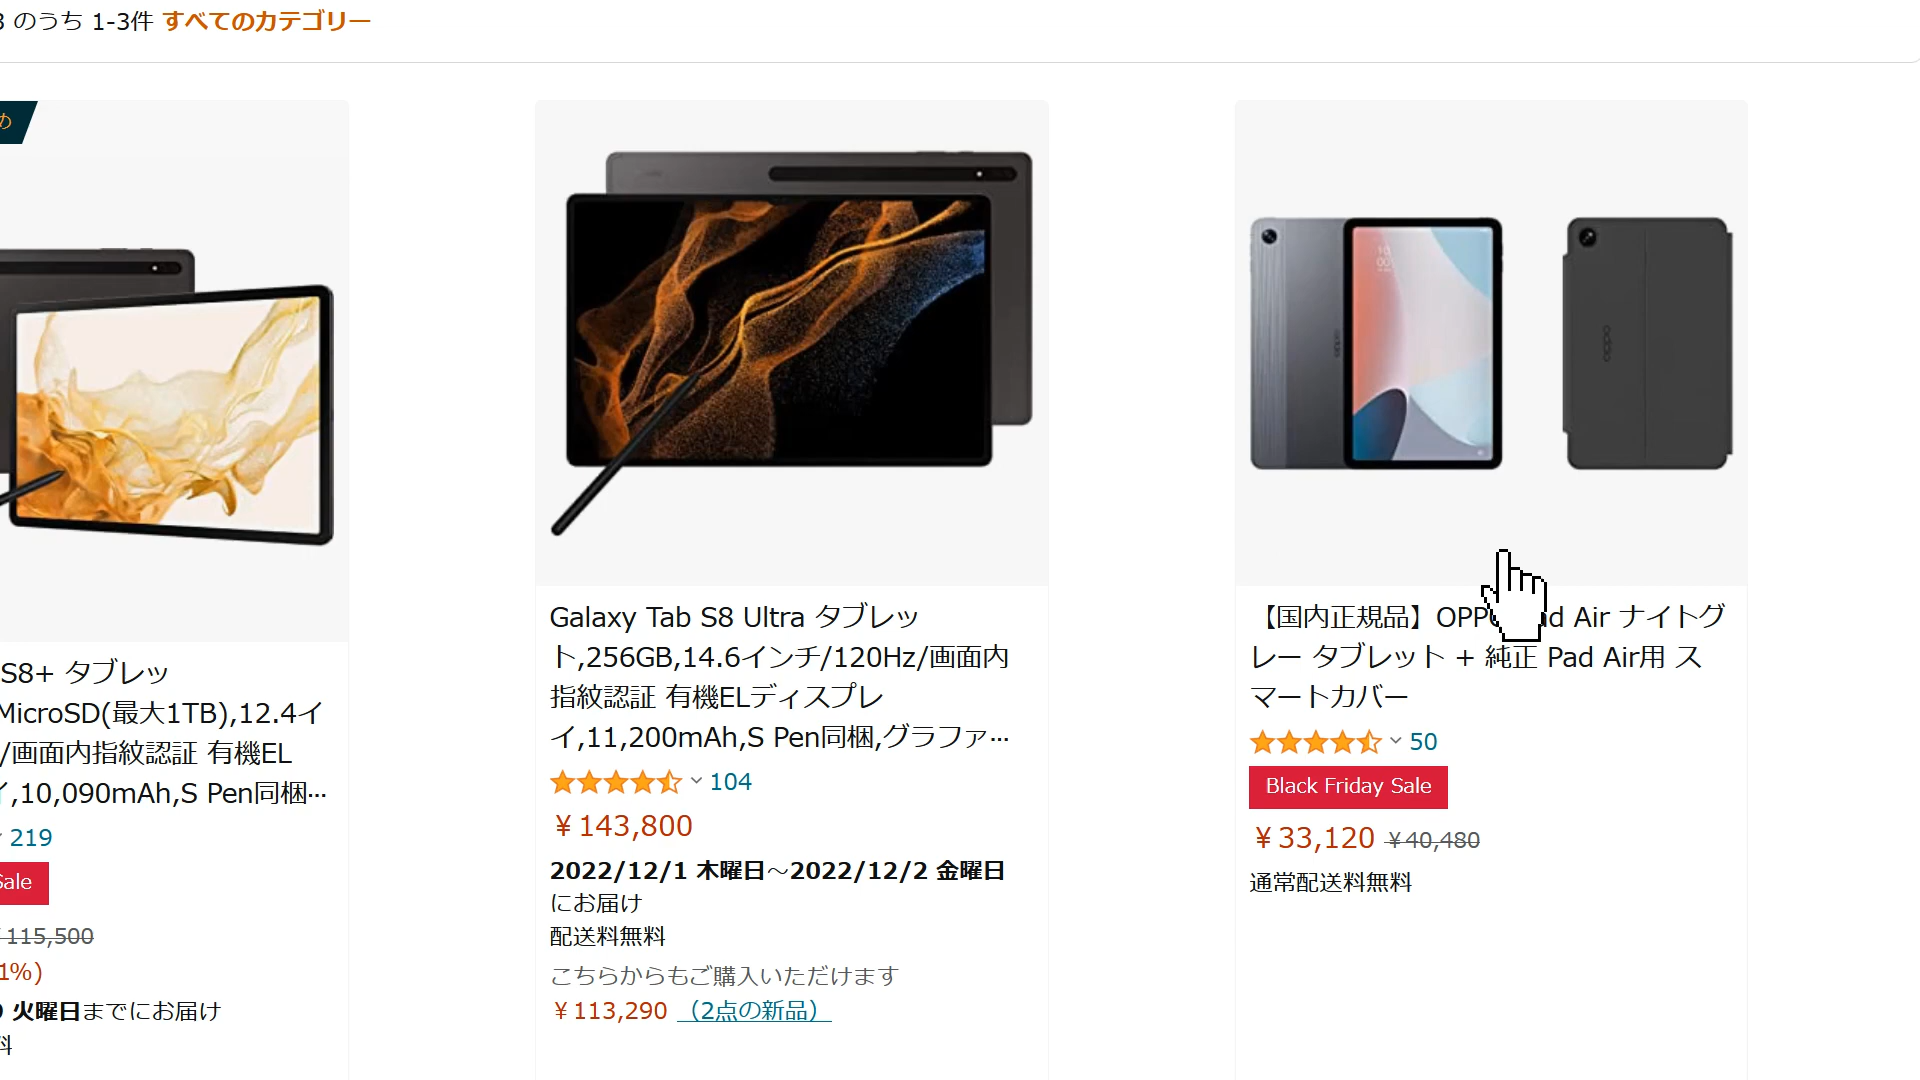 のうち 1-3件 すべてのカテゴリー
S8+ タブレッ
MicroSD(最大1TB),12.4イ
/画面内指紋認証 有機EL
イ,10,090mAh,S Pen同梱…
219
Sale
￥115,500
1%)
火曜日までにお届け
料
oppo
oppo
Galaxy Tab S8 Ultra タブレッ
ト,256GB,14.6インチ/120Hz/画面内
指紋認証 有機ELディスプレ
イ,11,200mAh,S Pen同梱,グラファ…
104
￥143,800
2022/12/1 木曜日～2022/12/2 金曜日
にお届け
配送料無料
こちらからもご購入いただけます
￥113,290 （2点の新品）
【国内正規品】OPPO Pad Air ナイトグ
レー タブレット + 純正 Pad Air用 ス
マートカバー
50
Black Friday Sale
￥33,120 ￥40,480
通常配送料無料